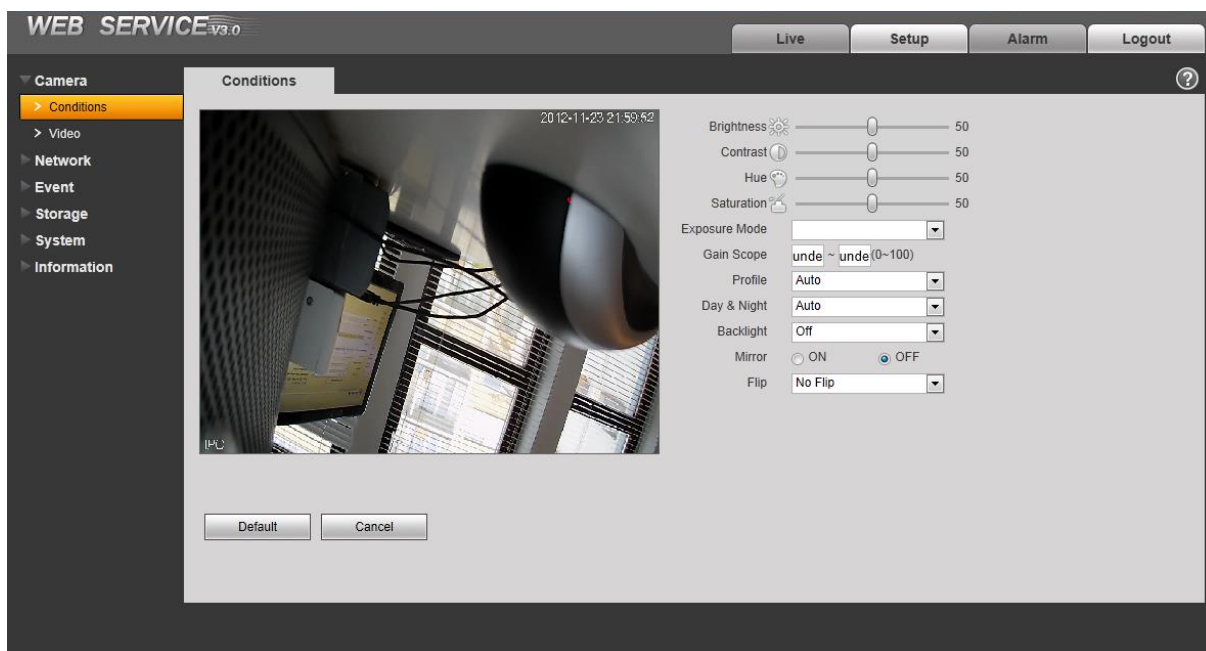 WEB SERVICE V3.0
Live
Setup
Alarm
Logout
Camera
> Conditions
> Video
Network
Event
Storage
System
Information
Conditions
?
2012-11-23 21:59:52
IPC
Brightness 50
Contrast 50
Hue 50
Saturation 50
Exposure Mode
Gain Scope unde ~ unde (0~100)
Profile Auto
Day & Night Auto
Backlight Off
Mirror ON OFF
Flip No Flip
Default
Cancel